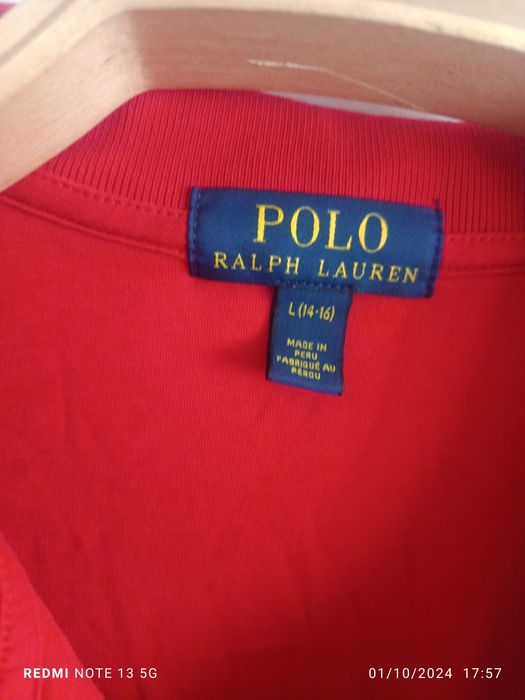 POLO
RALPH LAUREN
L (14-16)
MADE IN
PERU
FABRIQUÉ AU
PÉROU
REDMI NOTE 13 5G
01/10/2024 17:57